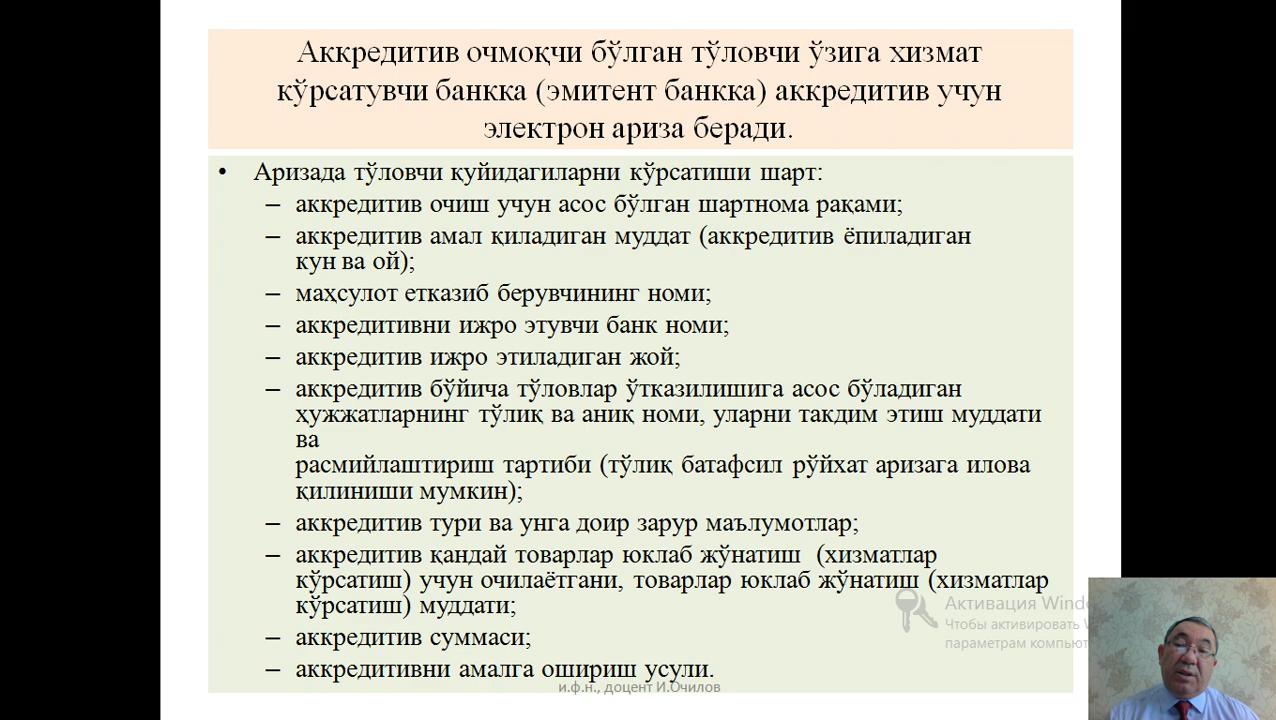 Аккредитив очмоқчи бўлган тўловчи ўзига хизмат
кўрсатувчи банкка (эмитент банкка) аккредитив учун
электрон ариза беради.
• Аризада тўловчи қуйидагиларни кўрсатиши шарт:
– аккредитив очиш учун асос бўлган шартнома рақами;
– аккредитив амал қиладиган муддат (аккредитив ёпиладиган
кун ва ой);
– маҳсулот етказиб берувчининг номи;
– аккредитивни ижро этувчи банк номи;
– аккредитив ижро этиладиган жой;
– аккредитив бўйича тўловлар ўтказилишига асос бўладиган
ҳужжатларнинг тўлиқ ва аниқ номи, уларни такдим этиш муддати
ва
расмийлаштириш тартиби (тўлиқ батафсил рўйхат аризага илова
қилиниши мумкин);
– аккредитив тури ва унга доир зарур маълумотлар;
– аккредитив қандай товарлар юклаб жўнатиш (хизматлар
кўрсатиш) учун очилаётгани, товарлар юклаб жўнатиш (хизматлар
кўрсатиш) муддати;
– аккредитив суммаси;
– аккредитивни амалга ошириш усули.
и.ф.н., доцент И.Очилов
Активация Windo
Чтобы активировать
параметрам компьют